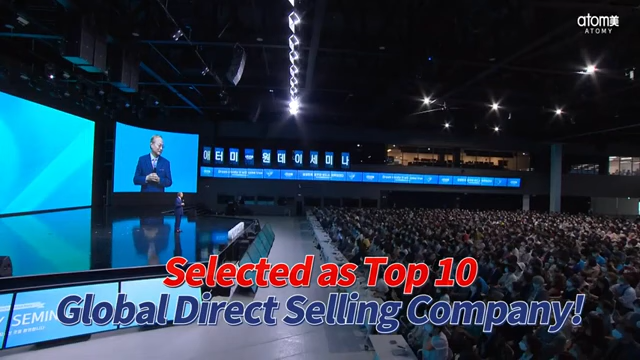 atom美
ATOMY
애터미 원데이세미나
SEMIN
Selected as Top 10
Global Direct Selling Company!